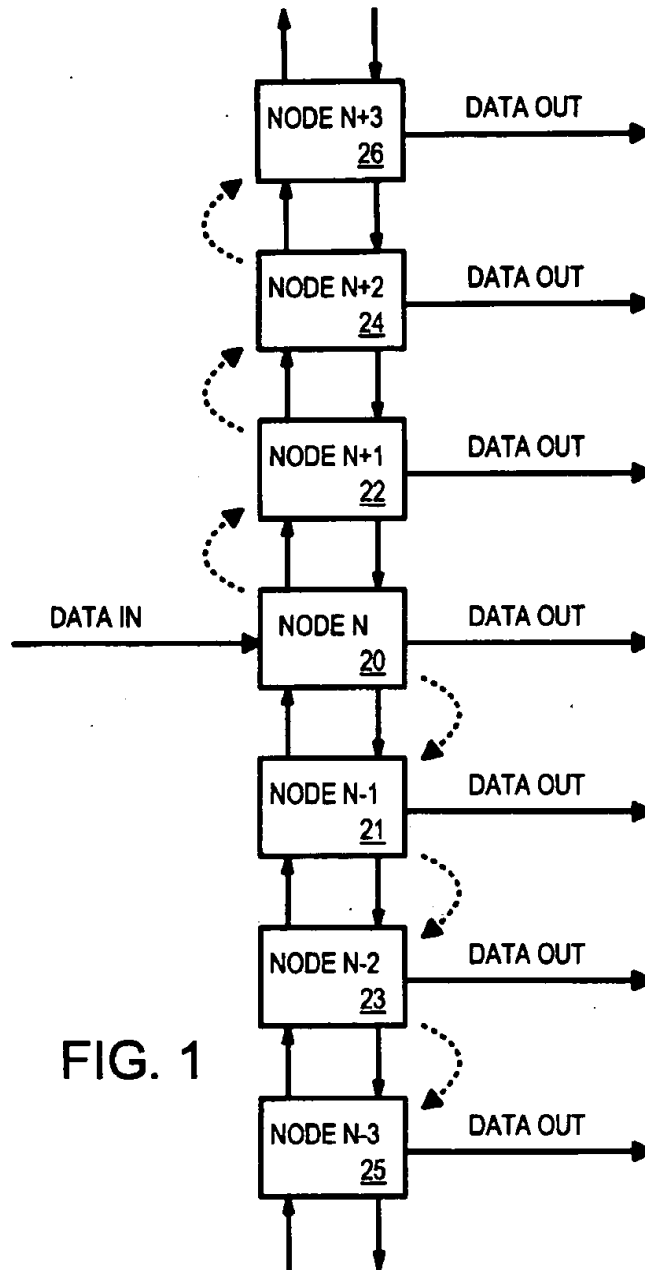 NODE N+3
26
DATA OUT
NODE N+2
24
DATA OUT
NODE N+1
22
DATA OUT
DATA IN
NODE N
20
DATA OUT
NODE N-1
21
DATA OUT
NODE N-2
23
DATA OUT
FIG. 1
NODE N-3
25
DATA OUT